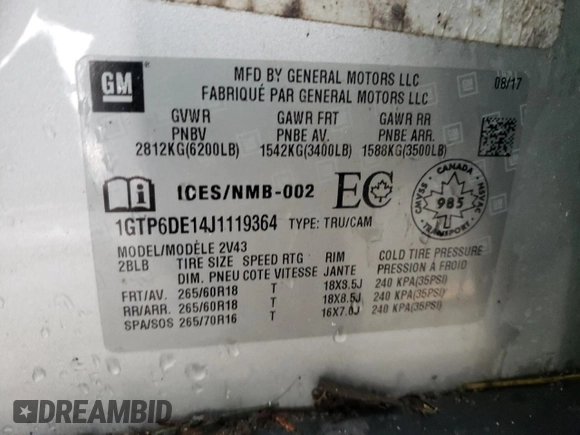 GM
MFD BY GENERAL MOTORS LLC
FABRIQUÉ PAR GENERAL MOTORS LLC
08/17
GVWR GAWR FRT GAWR RR
PNBV PNBE AV. PNBE ARR.
2812KG(6200LB) 1542KG(3400LB) 1588KG(3500LB)
ICES/NMB-002 EC
CANADA
CMVSS NSVAC
985
TRANSPORT
1GTP6DE14J1119364 TYPE: TRU/CAM
MODEL/MODÈLE 2V43
2BLB TIRE SIZE SPEED RTG RIM COLD TIRE PRESSURE
DIM. PNEU COTE VITESSE JANTE PRESSION A FROID
FRT/AV. 265/60R18 T 18X8.5J 240 KPA(35PSI)
RR/ARR. 265/60R18 T 18X8.5J 240 KPA(35PSI)
SPA/SOS 265/70R16 T 16X7.0J 240 KPA(35PSI)
DREAMBID